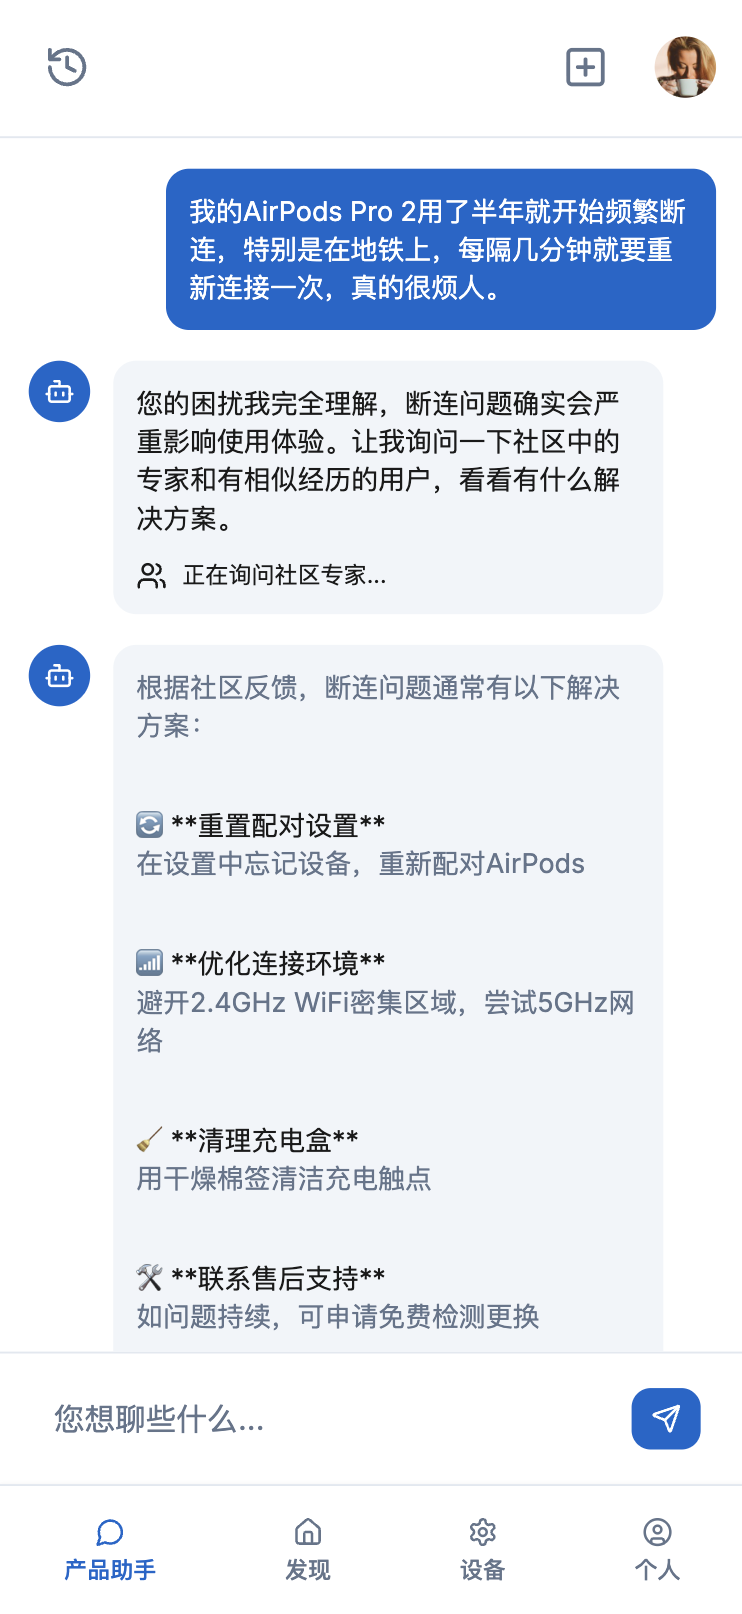 我的AirPods Pro 2用了半年就开始频繁断
连，特别是在地铁上，每隔几分钟就要重
新连接一次，真的很烦人。
您的困扰我完全理解，断连问题确实会严
重影响使用体验。让我询问一下社区中的
专家和有相似经历的用户，看看有什么解
决方案。
正在询问社区专家...
根据社区反馈，断连问题通常有以下解决
方案：
🔄 **重置配对设置**
在设置中忘记设备，重新配对AirPods
📶 **优化连接环境**
避开2.4GHz WiFi密集区域，尝试5GHz网
络
🧹 **清理充电盒**
用干燥棉签清洁充电触点
🛠️ **联系售后支持**
如问题持续，可申请免费检测更换
您想聊些什么...
产品助手
发现
设备
个人